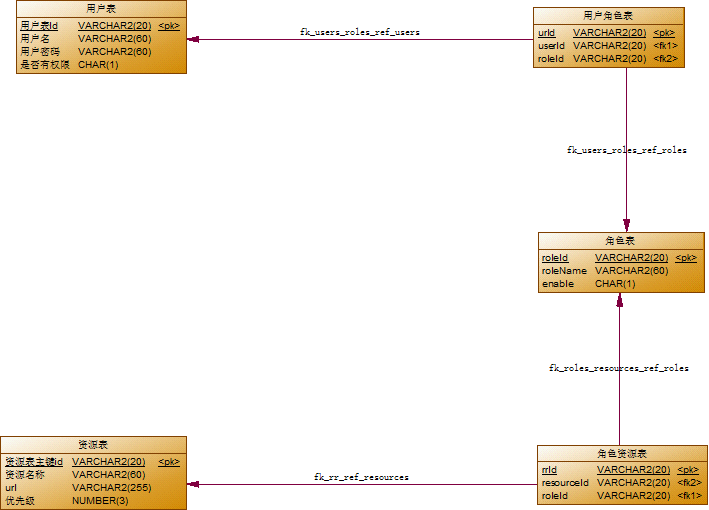 用户表
用户表Id VARCHAR2(20) <pk>
用户名 VARCHAR2(60)
用户密码 VARCHAR2(60)
是否有权限 CHAR(1)
fk_users_roles_ref_users
用户角色表
urId VARCHAR2(20) <pk>
userId VARCHAR2(20) <fk1>
roleId VARCHAR2(20) <fk2>
fk_users_roles_ref_roles
角色表
roleId VARCHAR2(20) <pk>
roleName VARCHAR2(60)
enable CHAR(1)
fk_roles_resources_ref_roles
资源表
资源表主键id VARCHAR2(20) <pk>
资源名称 VARCHAR2(60)
url VARCHAR2(255)
优先级 NUMBER(3)
fk_rr_ref_resources
角色资源表
rrId VARCHAR2(20) <pk>
resourceId VARCHAR2(20) <fk2>
roleId VARCHAR2(20) <fk1>